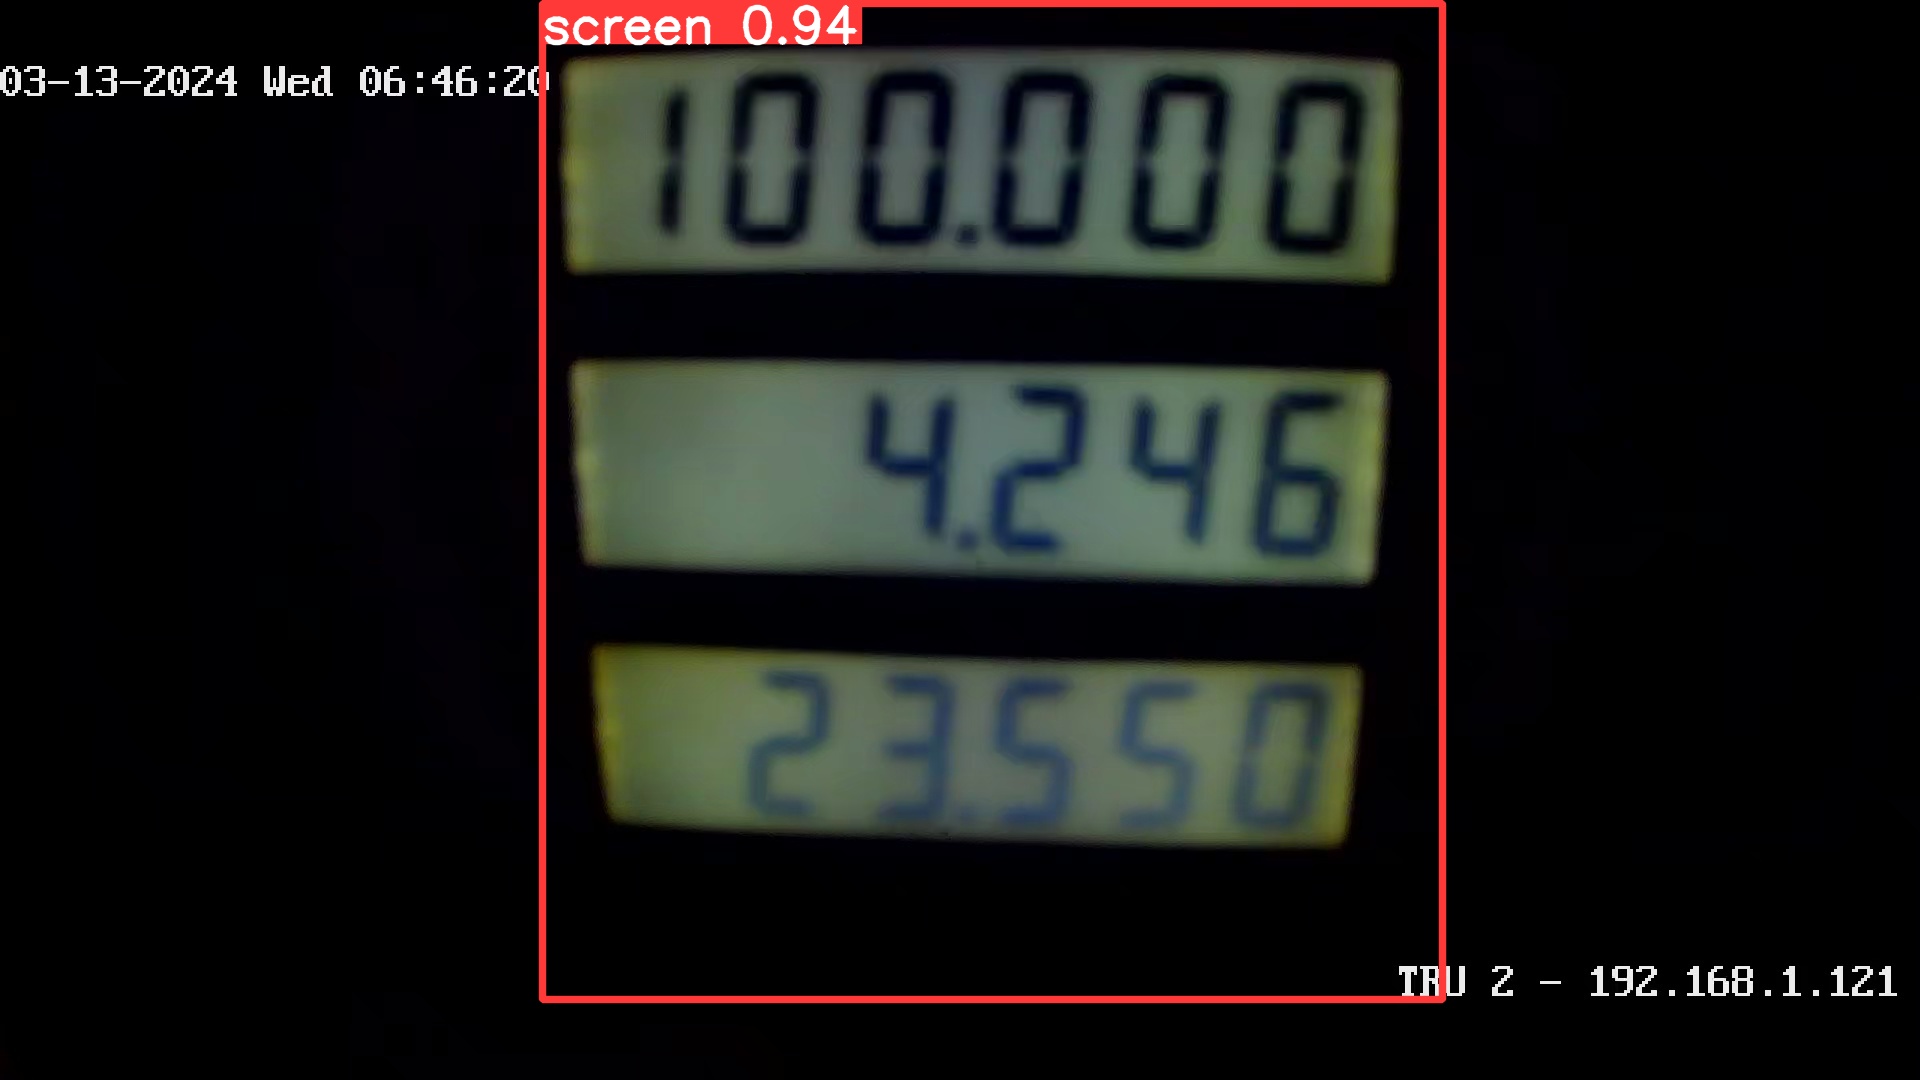 screen 0.94
03-13-2024 Wed 06:46:20
100.000
4.246
23.550
TRU 2 - 192.168.1.121